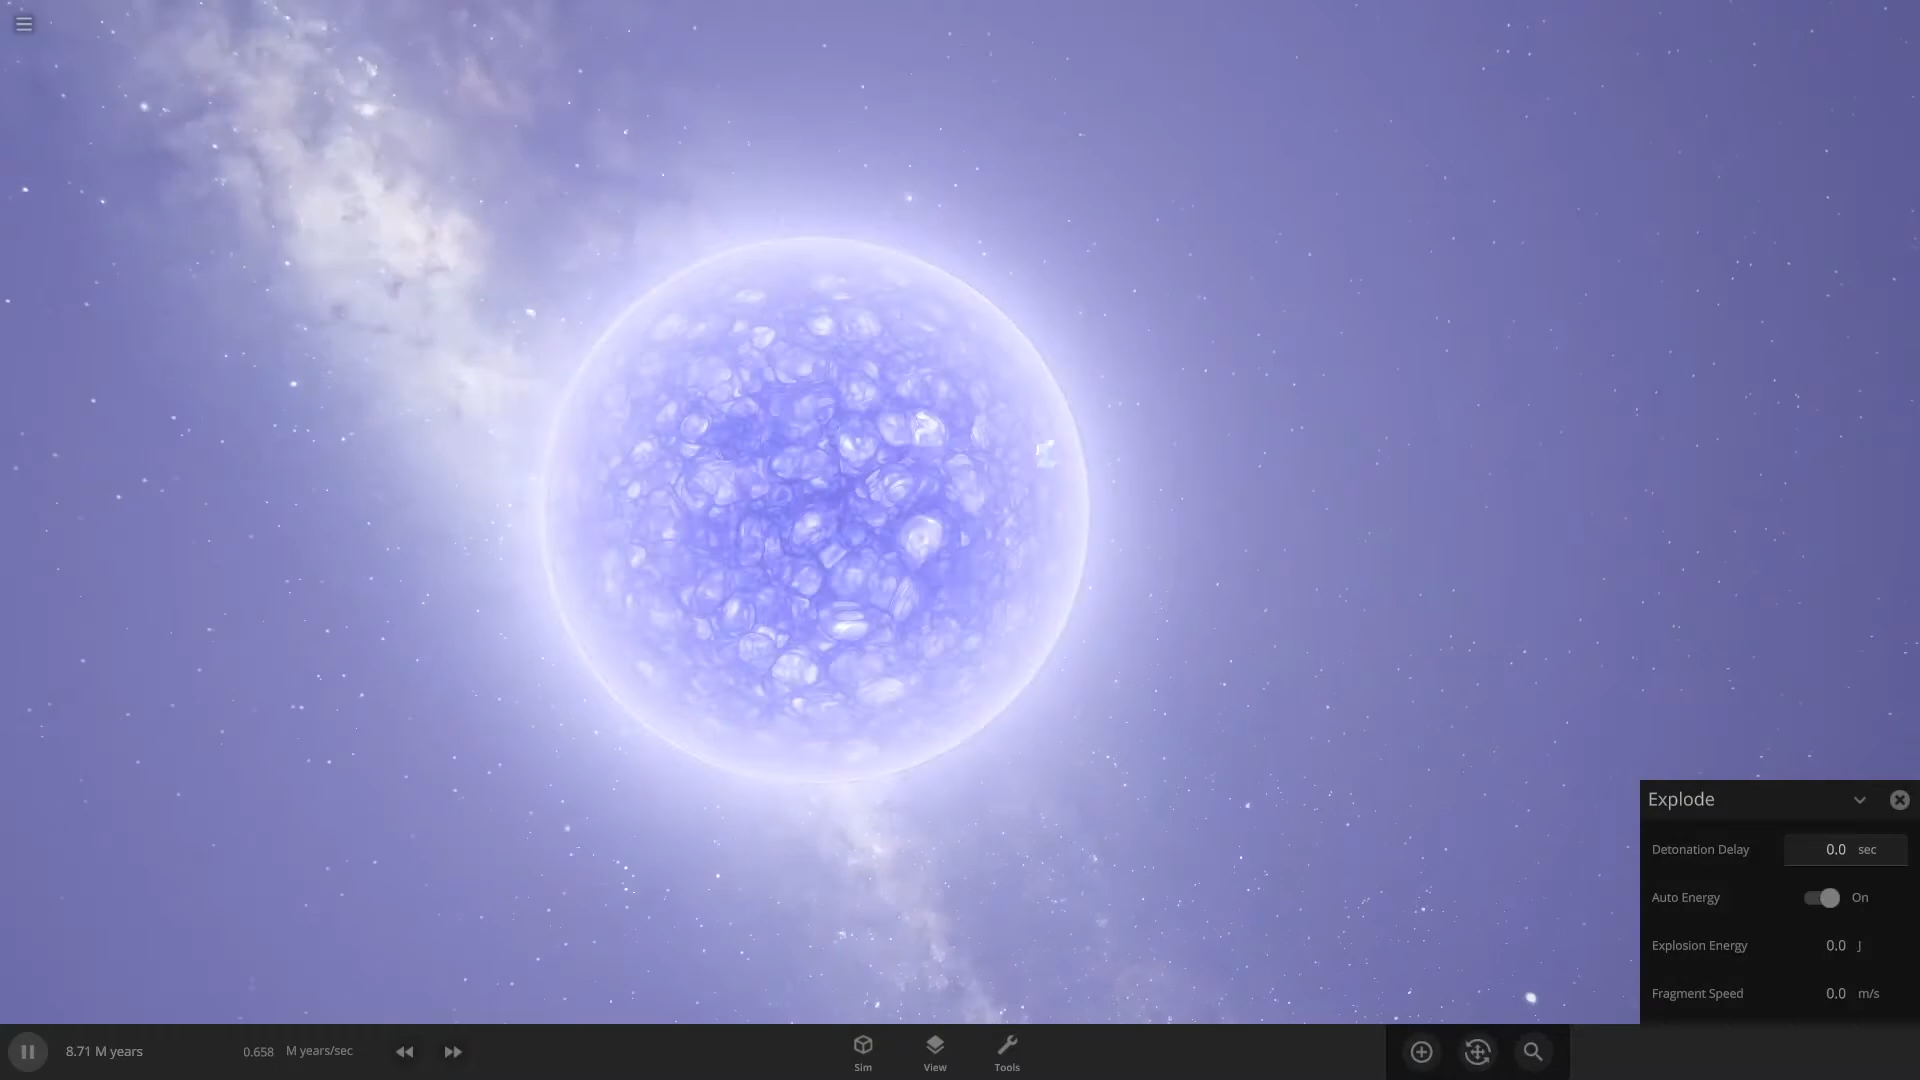 Explode
Detonation Delay 0.0 sec
Auto Energy On
Explosion Energy 0.0 J
Fragment Speed 0.0 m/s
8.71 M years 0.658 M years/sec
Sim View Tools